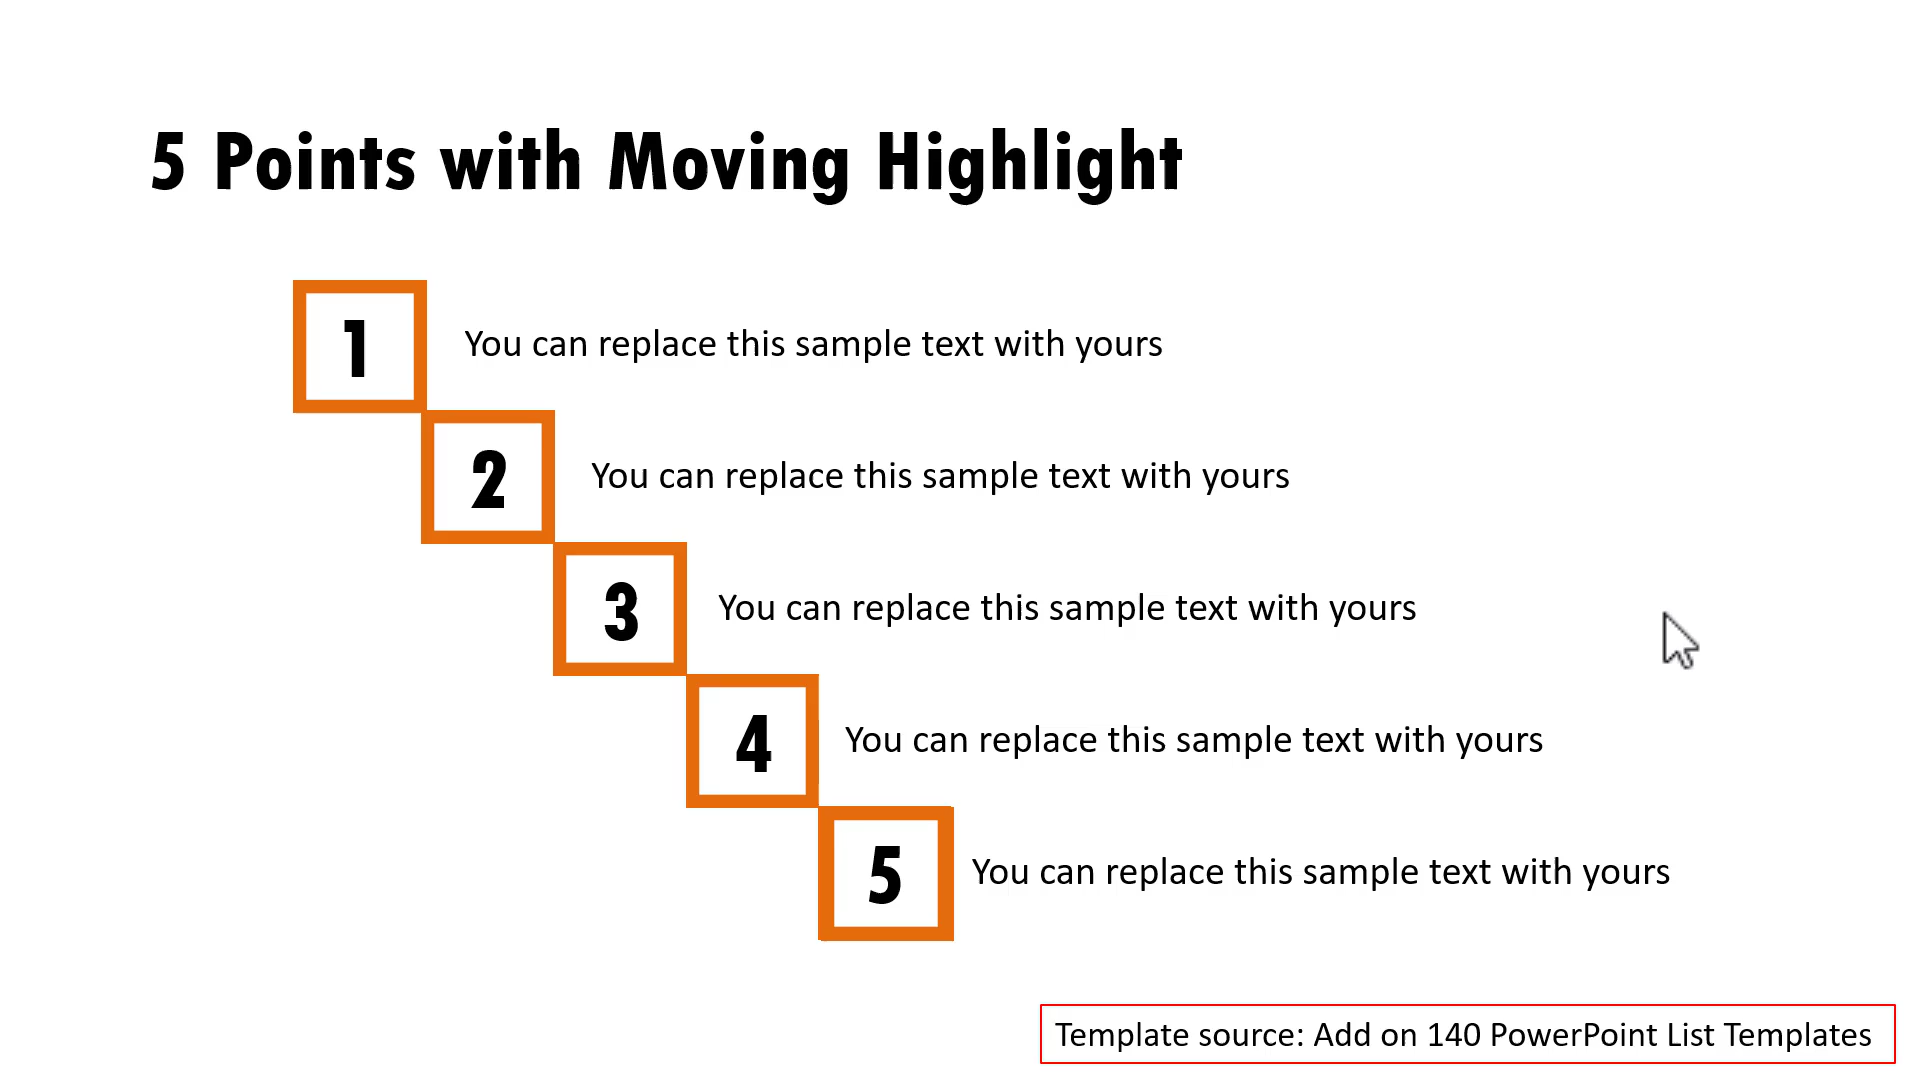 5 Points with Moving Highlight
1
You can replace this sample text with yours
2
You can replace this sample text with yours
3
You can replace this sample text with yours
4
You can replace this sample text with yours
5
You can replace this sample text with yours
Template source: Add on 140 PowerPoint List Templates